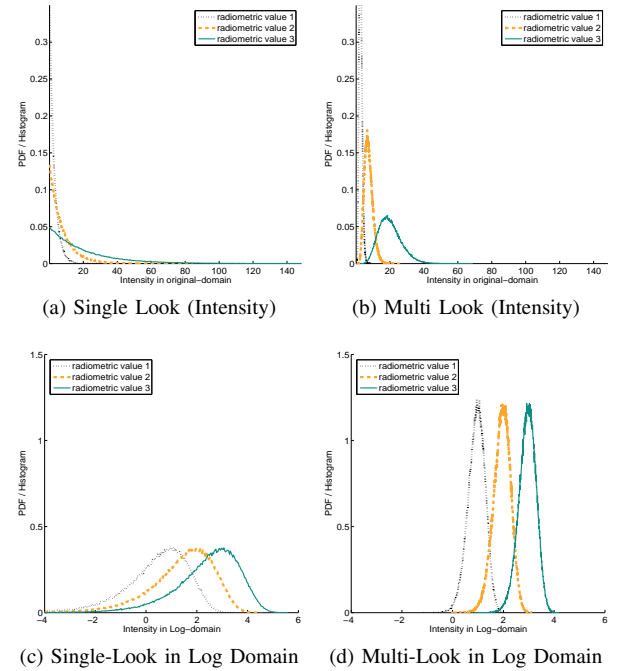 radiometric value 1
radiometric value 2
radiometric value 3
0.3
0.25
0.2
0.15
0.1
0.05
0
PDF / Histogram
20
40
60
80
100
120
140
Intensity in original-domain
(a) Single Look (Intensity)
radiometric value 1
radiometric value 2
radiometric value 3
0.3
0.25
0.2
0.15
0.1
0.05
0
PDF / Histogram
20
40
60
80
100
120
140
Intensity in original-domain
(b) Multi Look (Intensity)
radiometric value 1
radiometric value 2
radiometric value 3
1.5
1
0.5
0
PDF / Histogram
-4
-2
0
2
4
6
Intensity in Log-domain
(c) Single-Look in Log Domain
radiometric value 1
radiometric value 2
radiometric value 3
1.5
1
0.5
0
PDF / Histogram
-4
-2
0
2
4
6
Intensity in Log-domain
(d) Multi-Look in Log Domain